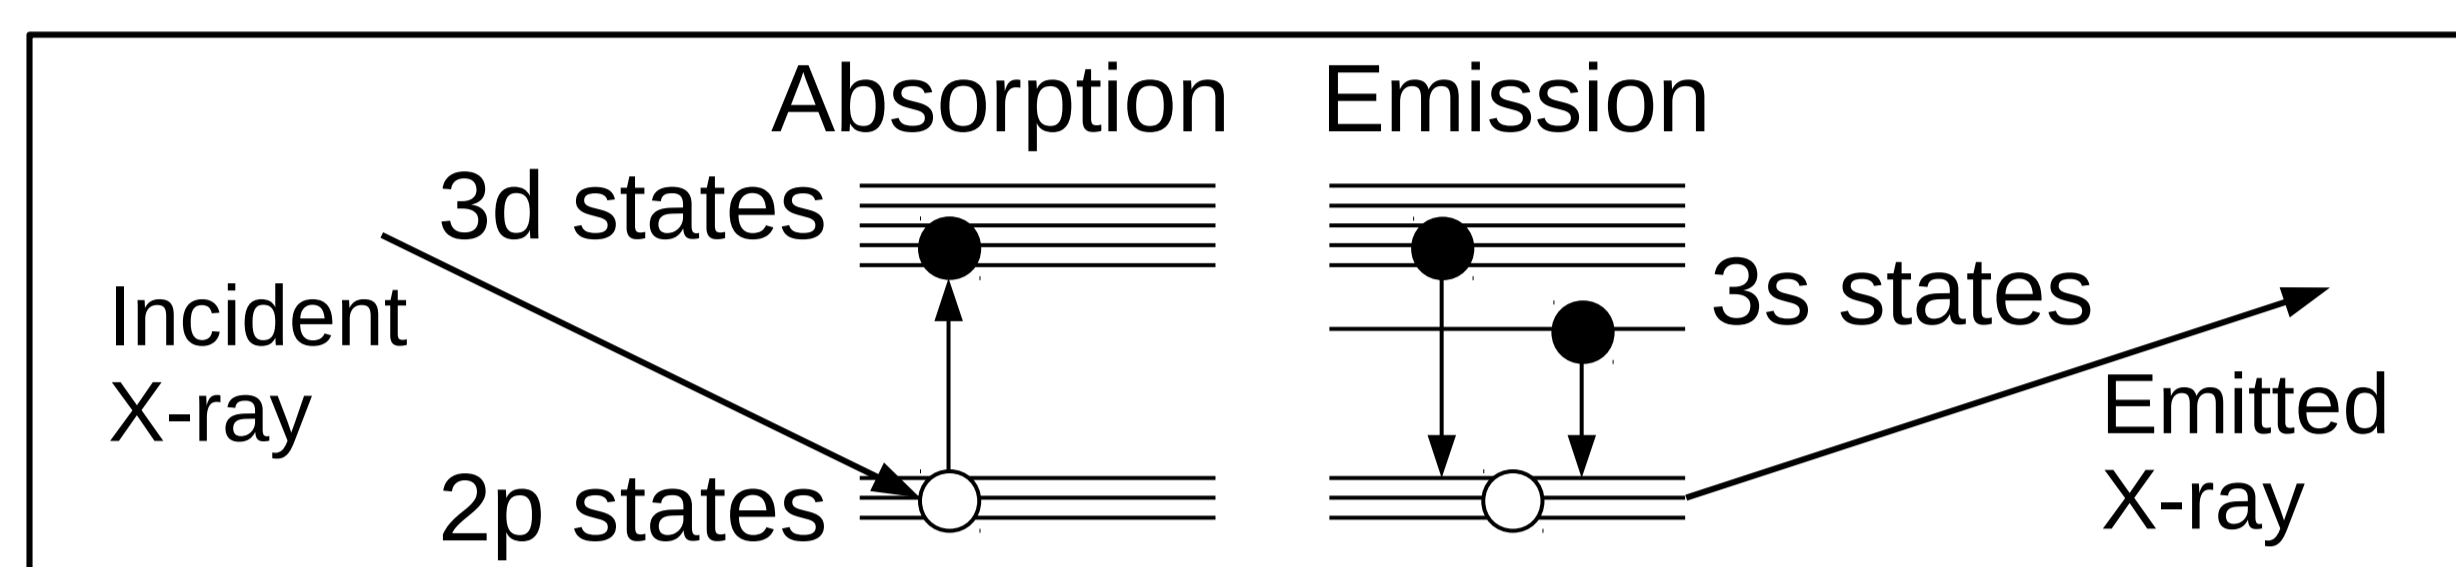 Absorption
Emission
3d states
3s states
Incident
X-ray
Emitted
X-ray
2p states